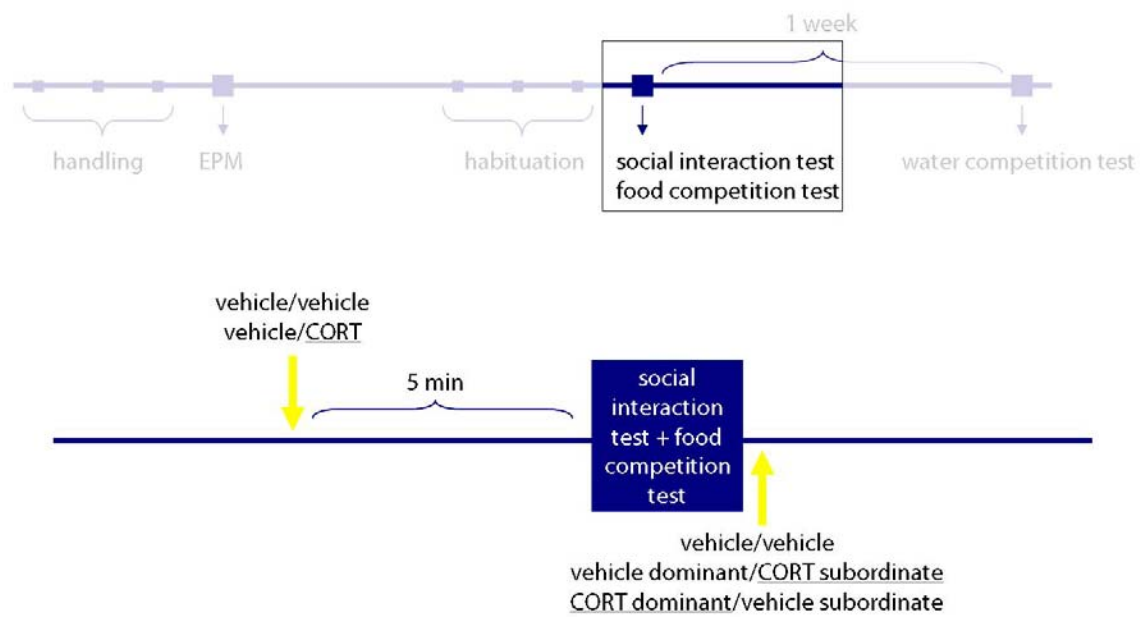 1 week
handling
EPM
habituation
social interaction test
food competition test
water competition test
vehicle/vehicle
vehicle/CORT
5 min
social
interaction
test + food
competition
test
vehicle/vehicle
vehicle dominant/CORT subordinate
CORT dominant/vehicle subordinate